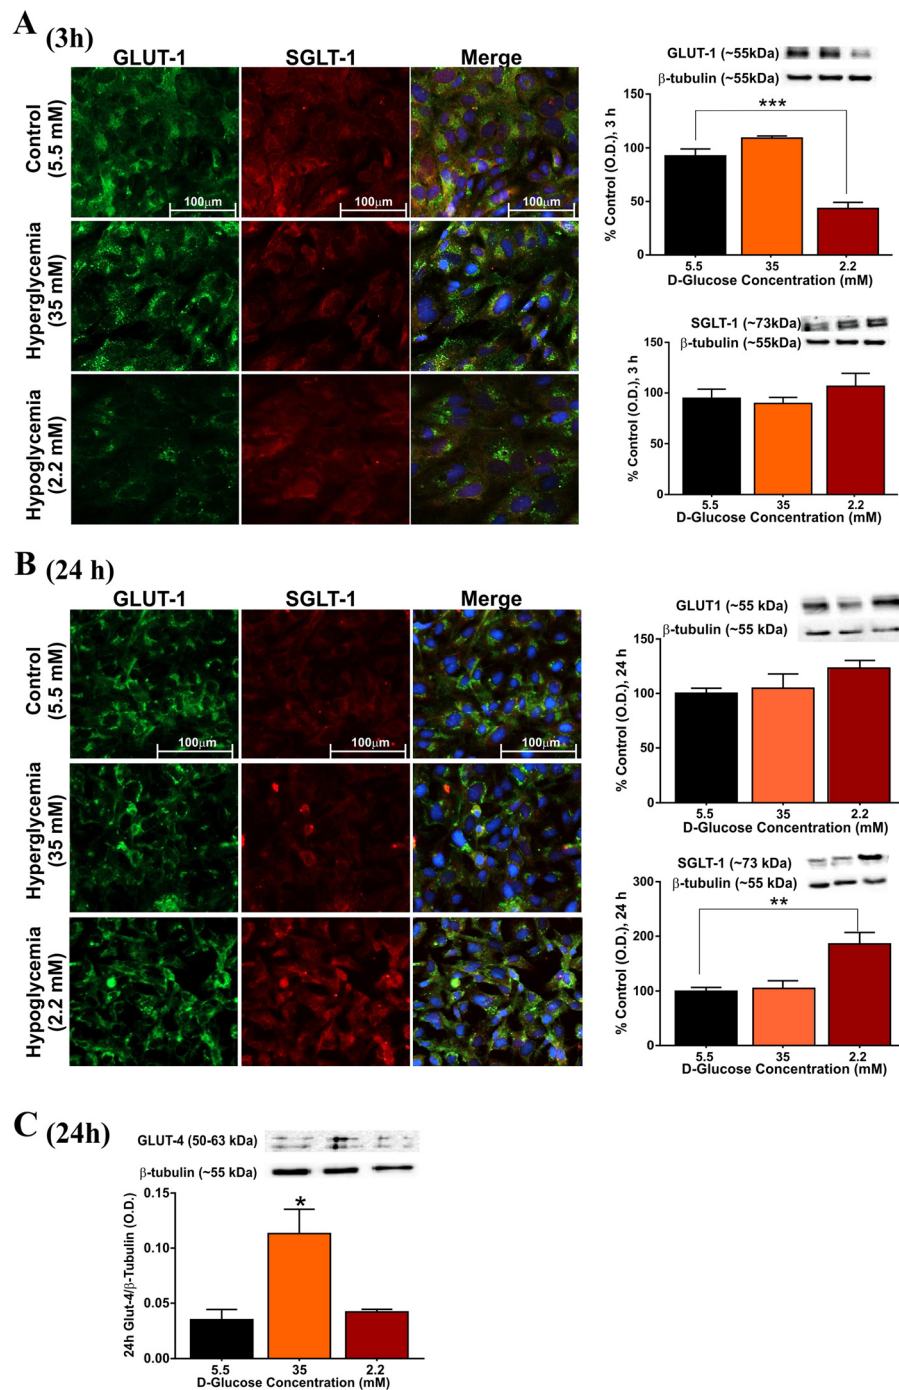 A (3h)
GLUT-1 SGLT-1 Merge
Control
(5.5 mM)
100μm 100μm 100μm
Hyperglycemia
(35 mM)
Hypoglycemia
(2.2 mM)
GLUT-1 (~55kDa)
β-tubulin (~55kDa)
% Control (O.D.), 3 h
150
100
50
0
***
5.5 35 2.2
D-Glucose Concentration (mM)
SGLT-1 (~73kDa)
β-tubulin (~55kDa)
% Control (O.D.), 3 h
150
100
50
0
5.5 35 2.2
D-Glucose Concentration (mM)
B (24 h)
GLUT-1 SGLT-1 Merge
Control
(5.5 mM)
100μm 100μm 100μm
Hyperglycemia
(35 mM)
Hypoglycemia
(2.2 mM)
GLUT1 (~55 kDa)
β-tubulin (~55 kDa)
% Control (O.D.), 24 h
150
100
50
0
5.5 35 2.2
D-Glucose Concentration (mM)
SGLT-1 (~73 kDa)
β-tubulin (~55 kDa)
% Control (O.D.), 24 h
300
200
100
0
**
5.5 35 2.2
D-Glucose Concentration (mM)
C (24h)
GLUT-4 (50-63 kDa)
β-tubulin (~55 kDa)
24h Glut-4/β-Tubulin (O.D.)
0.15
0.10
0.05
0.00
*
5.5 35 2.2
D-Glucose Concentration (mM)